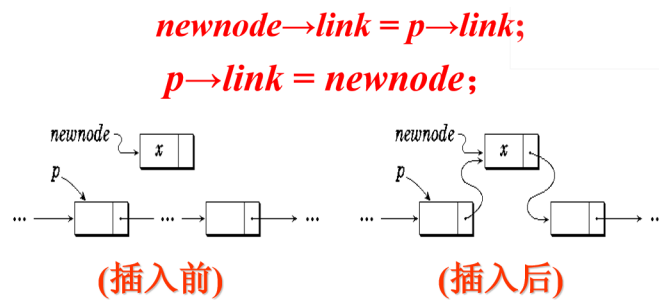 newnode→link = p→link;
p→link = newnode；
newnode
x
p
... ... ...
(插入前)
newnode
x
p
... ..
(插入后)